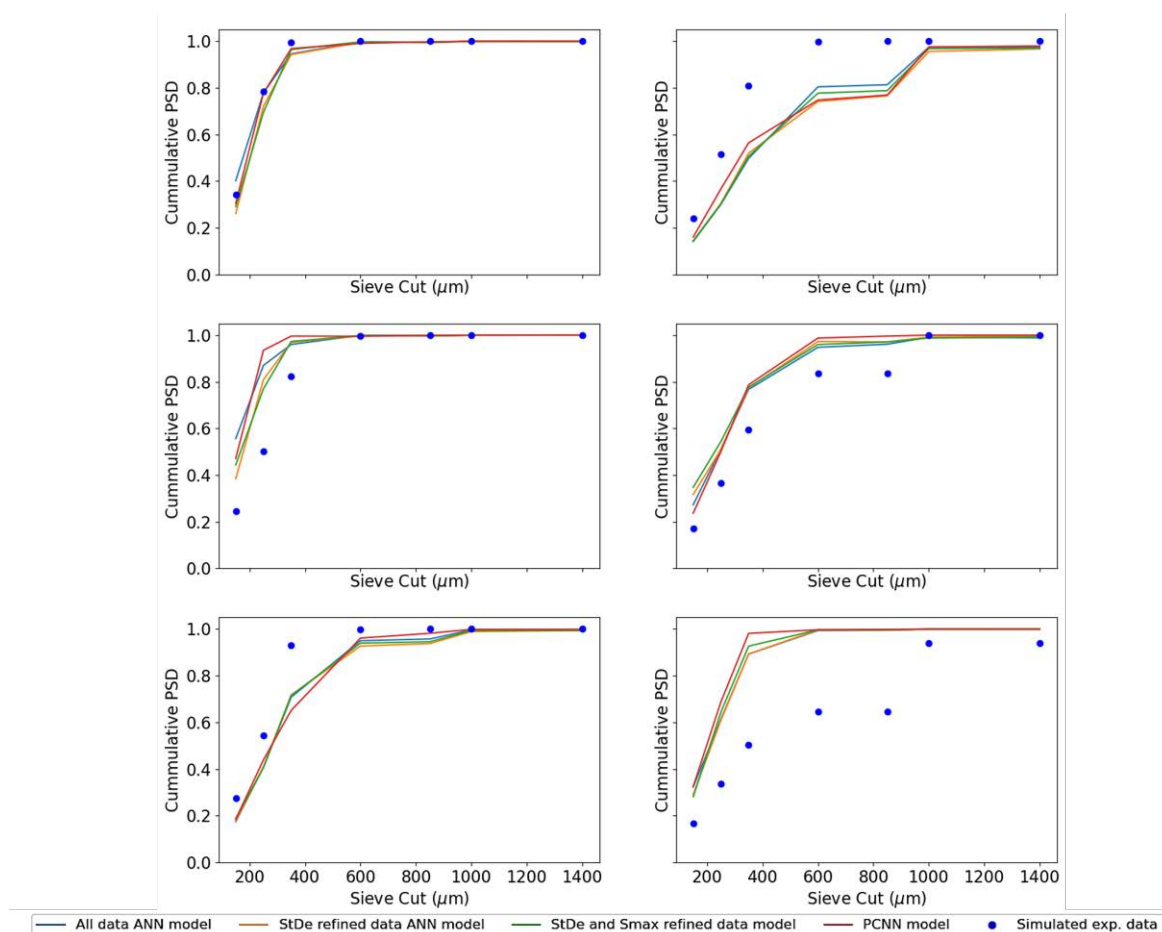 1.0
0.8
0.6
0.4
0.2
0.0
Cummulative PSD
Sieve Cut (μm)
Cummulative PSD
Sieve Cut (μm)
1.0
0.8
0.6
0.4
0.2
0.0
Cummulative PSD
Sieve Cut (μm)
Cummulative PSD
Sieve Cut (μm)
1.0
0.8
0.6
0.4
0.2
0.0
Cummulative PSD
200 400 600 800 1000 1200 1400
Sieve Cut (μm)
Cummulative PSD
200 400 600 800 1000 1200 1400
Sieve Cut (μm)
All data ANN model StDe refined data ANN model StDe and Smax refined data model PCNN model Simulated exp. data